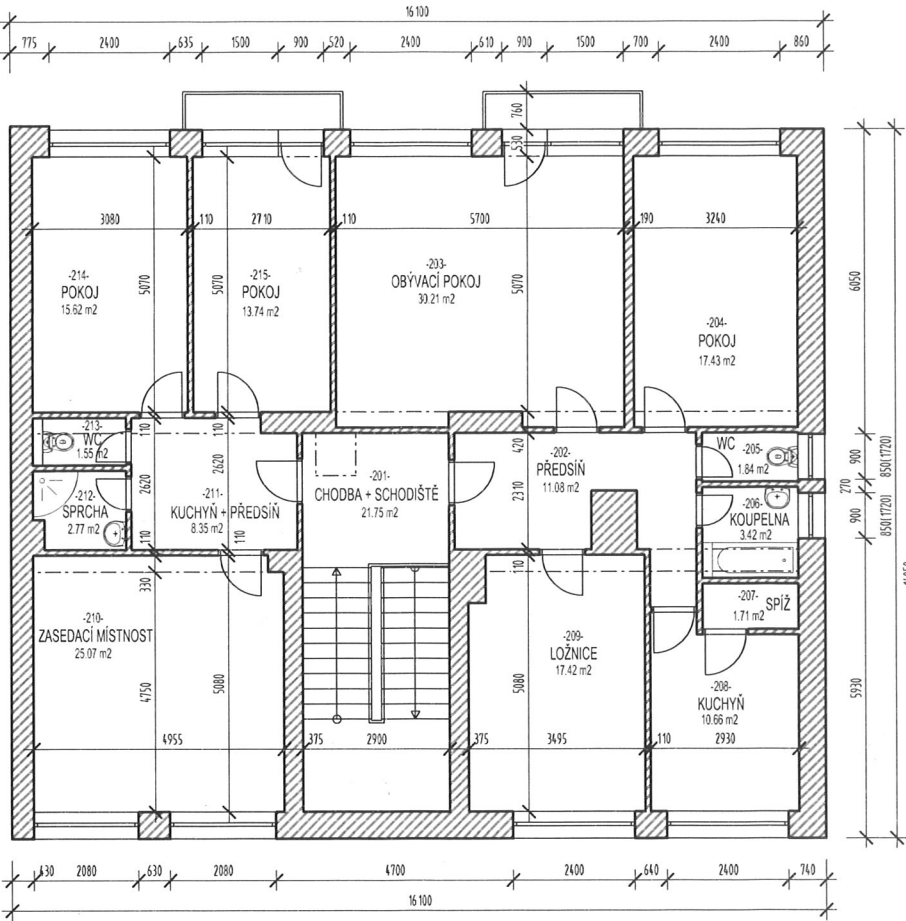 16 100
775 2400 635 1500 900 520 2400 610 900 1500 700 2400 860
760
530
3080 110 2710 110 5700 190 3240
5070 5070 5070
6050
-214-
POKOJ
15.62 m2
-215-
POKOJ
13.74 m2
-203-
OBÝVACÍ POKOJ
30.21 m2
-204-
POKOJ
17.43 m2
-213-
WC
1.55 m2
110 110
2620 2620
110 110
-212-
SPRCHA
2.77 m2
-211-
KUCHYŇ + PŘEDSÍŇ
8.35 m2
-201-
CHODBA + SCHODIŠTĚ
21.75 m2
420
2310
110
-202-
PŘEDSÍŇ
11.08 m2
WC
-205-
1.84 m2
-206-
KOUPELNA
3.42 m2
-207-
SPÍŽ
1.71 m2
900 850(1720)
270
900 850(1720)
330
-210-
ZASEDACÍ MÍSTNOST
25.07 m2
4750 5080
-209-
LOŽNICE
17.42 m2
5080
-208-
KUCHYŇ
10.66 m2
5930
4955 375 2900 375 3495 110 2930
430 2080 630 2080 4700 2400 640 2400 740
16 100